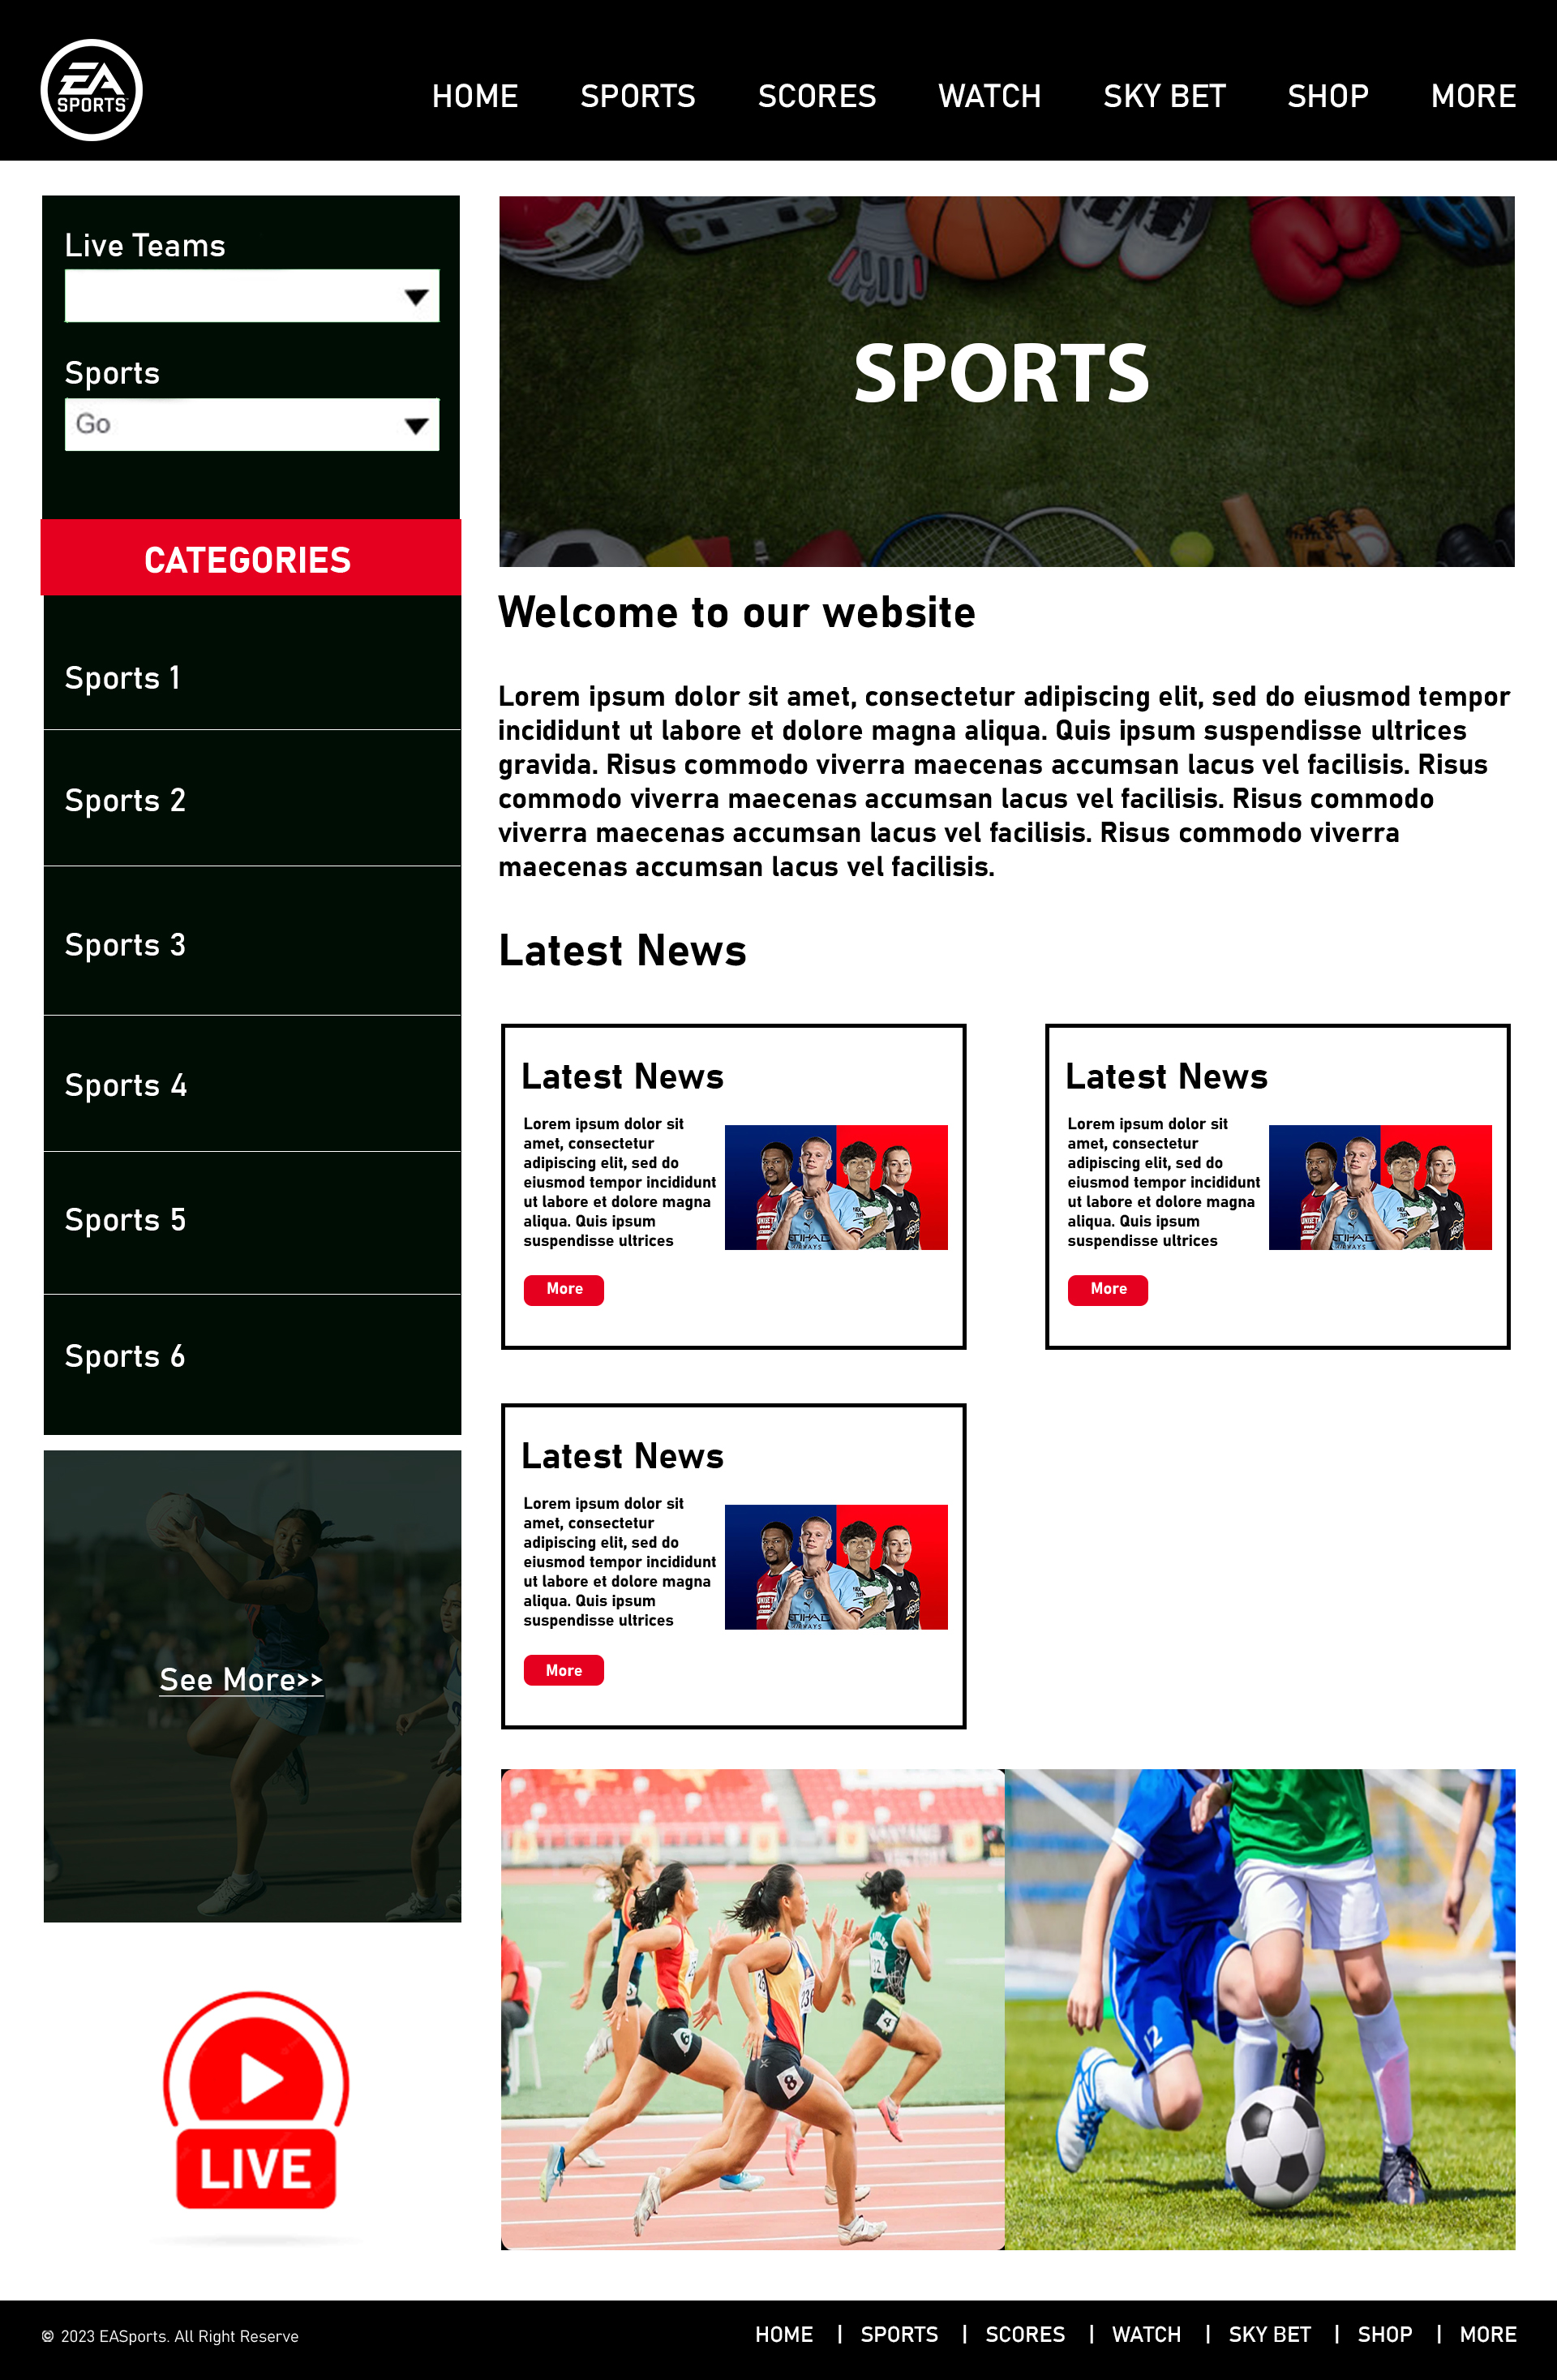 EA
SPORTS
HOME SPORTS SCORES WATCH SKY BET SHOP MORE
Live Teams
Sports
Go
CATEGORIES
Sports 1
Sports 2
Sports 3
Sports 4
Sports 5
Sports 6
See More>>
LIVE
SPORTS
Welcome to our website
Lorem ipsum dolor sit amet, consectetur adipiscing elit, sed do eiusmod tempor
incididunt ut labore et dolore magna aliqua. Quis ipsum suspendisse ultrices
gravida. Risus commodo viverra maecenas accumsan lacus vel facilisis. Risus
commodo viverra maecenas accumsan lacus vel facilisis. Risus commodo
viverra maecenas accumsan lacus vel facilisis. Risus commodo viverra
maecenas accumsan lacus vel facilisis.
Latest News
Latest News
Lorem ipsum dolor sit
amet, consectetur
adipiscing elit, sed do
eiusmod tempor incididunt
ut labore et dolore magna
aliqua. Quis ipsum
suspendisse ultrices
More
Latest News
Lorem ipsum dolor sit
amet, consectetur
adipiscing elit, sed do
eiusmod tempor incididunt
ut labore et dolore magna
aliqua. Quis ipsum
suspendisse ultrices
More
Latest News
Lorem ipsum dolor sit
amet, consectetur
adipiscing elit, sed do
eiusmod tempor incididunt
ut labore et dolore magna
aliqua. Quis ipsum
suspendisse ultrices
More
32
236
6
4
8
12
© 2023 EASports. All Right Reserve
HOME | SPORTS | SCORES | WATCH | SKY BET | SHOP | MORE